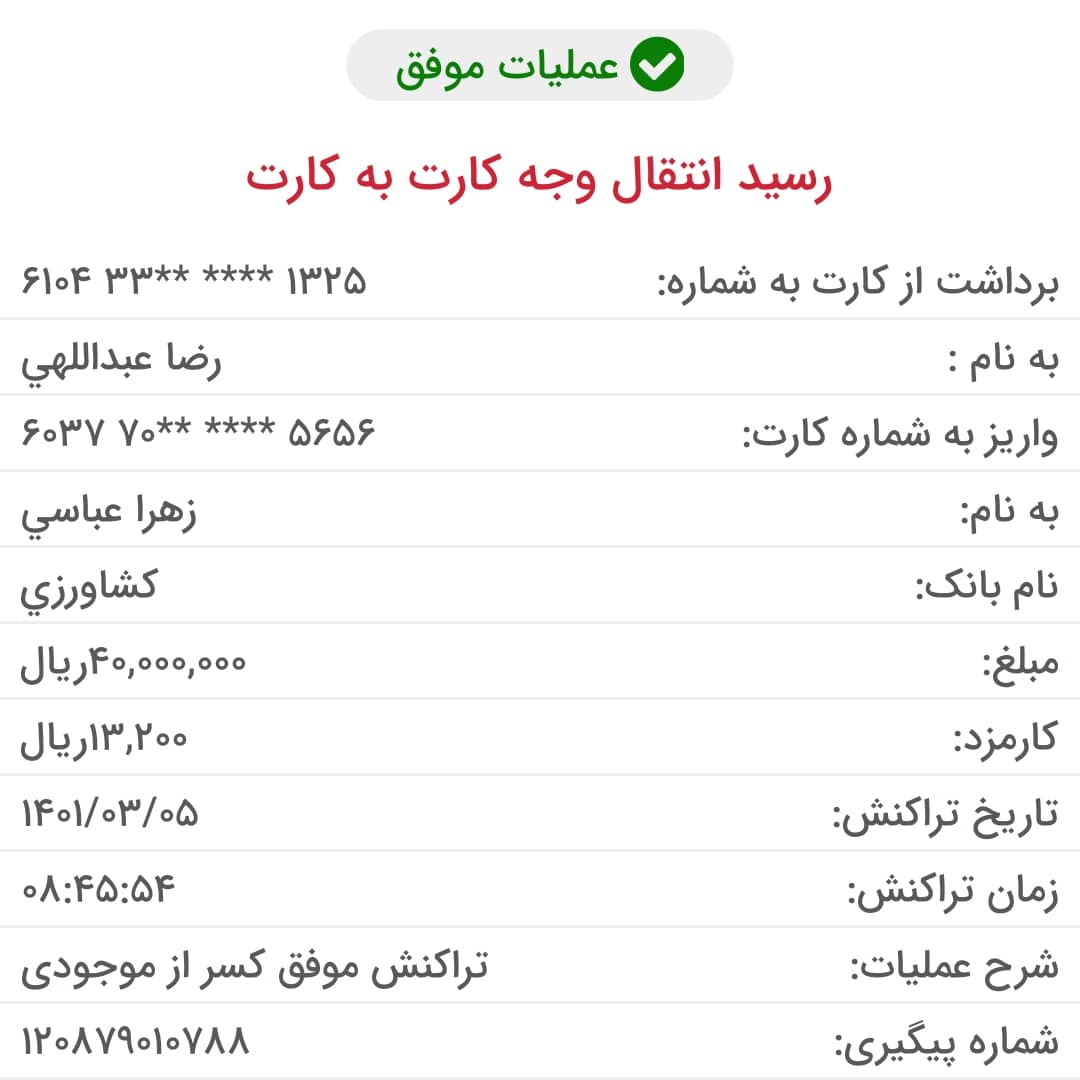 عملیات موفق
رسید انتقال وجه کارت به کارت
برداشت از کارت به شماره: ۶۱۰۴ ۳۳** **** ۱۳۲۵
به نام : رضا عبداللهي
واریز به شماره کارت: ۶۰۳۷ ۷۰** **** ۵۶۵۶
به نام: زهرا عباسي
نام بانک: کشاورزي
مبلغ: ۴۰,۰۰۰,۰۰۰ریال
کارمزد: ۱۳,۲۰۰ریال
تاریخ تراکنش: ۱۴۰۱/۰۳/۰۵
زمان تراکنش: ۰۸:۴۵:۵۴
شرح عملیات: تراکنش موفق کسر از موجودی
شماره پیگیری: ۱۲۰۸۷۹۰۱۰۷۸۸